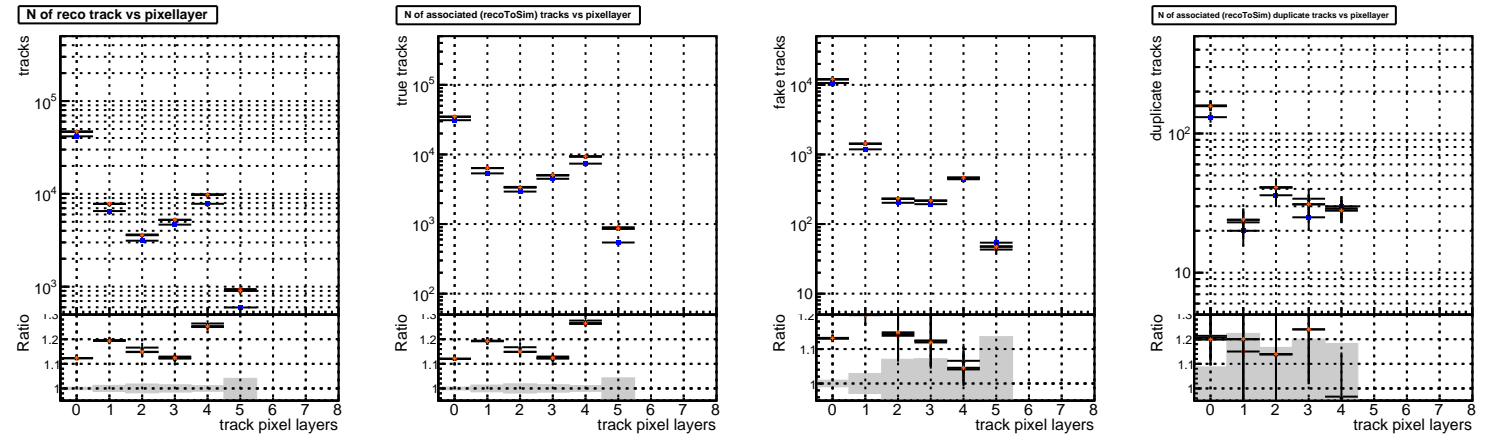 N of reco track vs pixellayer
tracks
10^5
10^4
10^3
Ratio
1.3
1.2
1.1
1
0 1 2 3 4 5 6 7 8
track pixel layers
N of associated (recoToSim) tracks vs pixellayer
true tracks
10^5
10^4
10^3
10^2
Ratio
1.3
1.2
1.1
1
0 1 2 3 4 5 6 7 8
track pixel layers
fake tracks
10^4
10^3
10^2
10
Ratio
1.2
1.1
1
0 1 2 3 4 5 6 7 8
track pixel layers
N of associated (recoToSim) duplicate tracks vs pixellayer
duplicate tracks
10^2
10
Ratio
1.3
1.2
1.1
1
0 1 2 3 4 5 6 7 8
track pixel layers